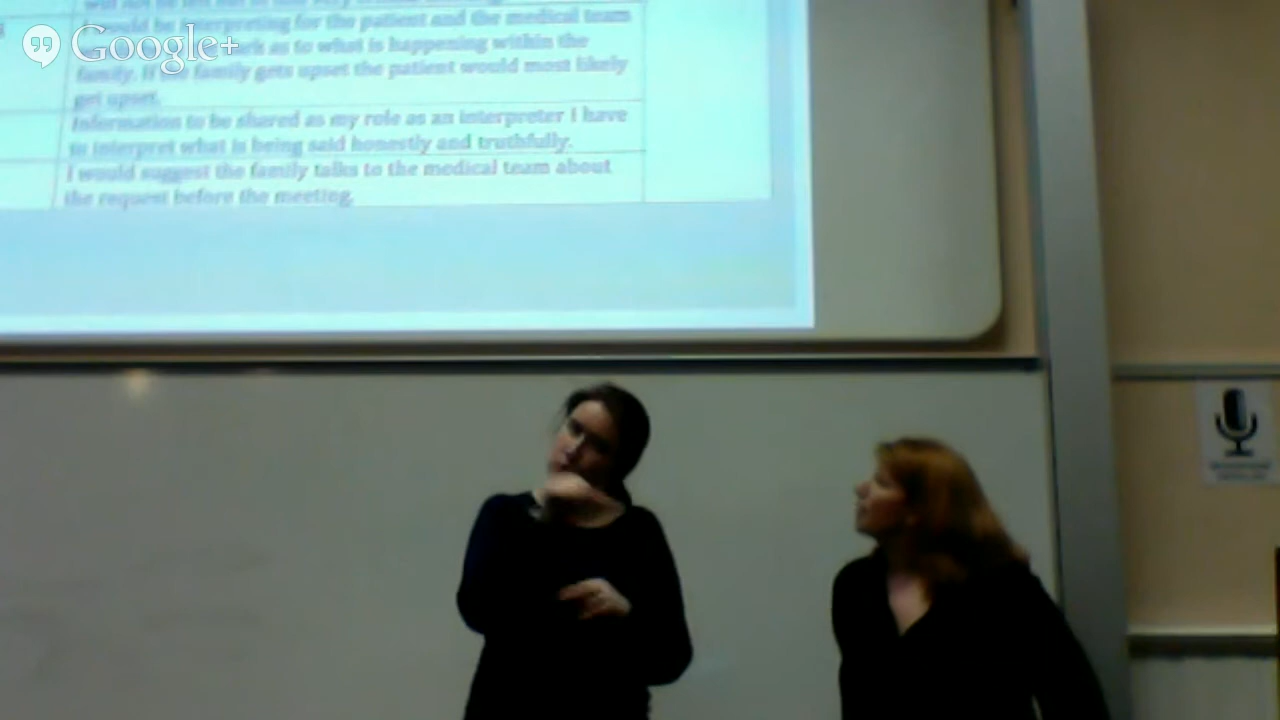 Google+
would be interpreting for the patient and the medical team
as to what is happening within the
family. If the family gets upset the patient would most likely
get upset.
Information to be shared as my role as an interpreter I have
to interpret what is being said honestly and truthfully.
I would suggest the family talks to the medical team about
the request before the meeting.